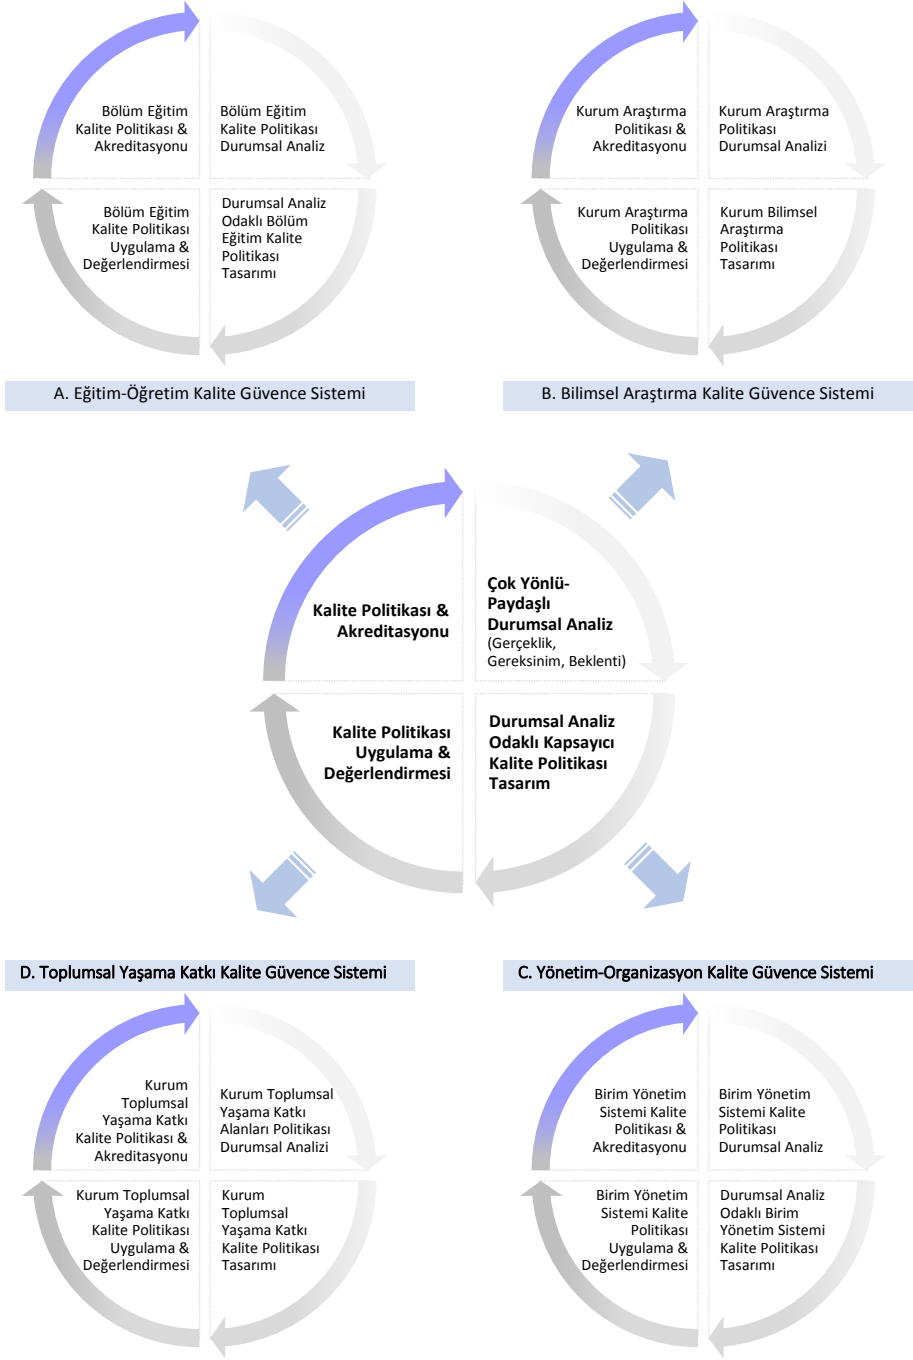 Bölüm Eğitim
Kalite Politikası &
Akreditasyonu
Bölüm Eğitim
Kalite Politikası
Durumsal Analiz
Bölüm Eğitim
Kalite Politikası
Uygulama &
Değerlendirmesi
Durumsal Analiz
Odaklı Bölüm
Eğitim Kalite
Politikası
Tasarımı
A. Eğitim-Öğretim Kalite Güvence Sistemi
Kurum Araştırma
Politikası &
Akreditasyonu
Kurum Araştırma
Politikası
Durumsal Analizi
Kurum Araştırma
Politikası
Uygulama &
Değerlendirmesi
Kurum Bilimsel
Araştırma
Politikası
Tasarımı
B. Bilimsel Araştırma Kalite Güvence Sistemi
Kalite Politikası &
Akreditasyonu
Çok Yönlü-
Paydaşlı
Durumsal Analiz
(Gerçeklik,
Gereksinim, Beklenti)
Kalite Politikası
Uygulama &
Değerlendirmesi
Durumsal Analiz
Odaklı Kapsayıcı
Kalite Politikası
Tasarım
D. Toplumsal Yaşama Katkı Kalite Güvence Sistemi
Kurum
Toplumsal
Yaşama Katkı
Kalite Politikası &
Akreditasyonu
Kurum Toplumsal
Yaşama Katkı
Alanları Politikası
Durumsal Analizi
Kurum Toplumsal
Yaşama Katkı
Kalite Politikası
Uygulama &
Değerlendirmesi
Kurum
Toplumsal
Yaşama Katkı
Kalite Politikası
Tasarımı
C. Yönetim-Organizasyon Kalite Güvence Sistemi
Birim Yönetim
Sistemi Kalite
Politikası &
Akreditasyonu
Birim Yönetim
Sistemi Kalite
Politikası
Durumsal Analiz
Birim Yönetim
Sistemi Kalite
Politikası
Uygulama &
Değerlendirmesi
Durumsal Analiz
Odaklı Birim
Yönetim Sistemi
Kalite Politikası
Tasarımı